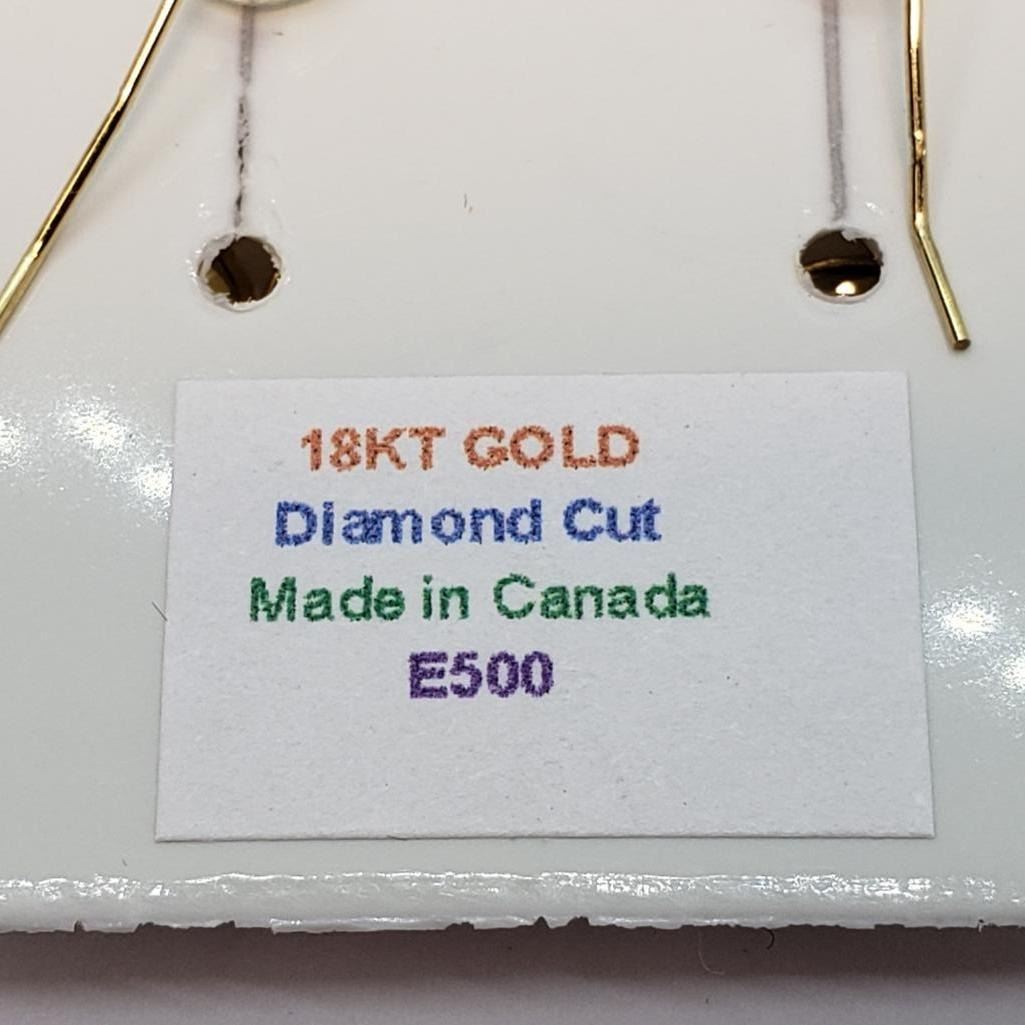 18KT GOLD
Diamond Cut
Made in Canada
E500